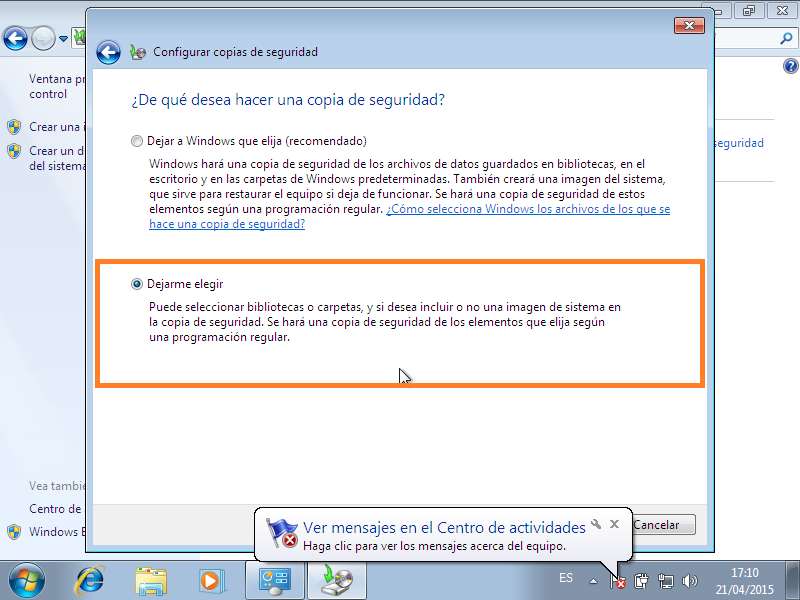 Configurar copias de seguridad
¿De qué desea hacer una copia de seguridad?
Dejar a Windows que elija (recomendado)
Windows hará una copia de seguridad de los archivos de datos guardados en bibliotecas, en el
escritorio y en las carpetas de Windows predeterminadas. También creará una imagen del sistema,
que sirve para restaurar el equipo si deja de funcionar. Se hará una copia de seguridad de estos
elementos según una programación regular. ¿Cómo selecciona Windows los archivos de los que se
hace una copia de seguridad?
Dejarme elegir
Puede seleccionar bibliotecas o carpetas, y si desea incluir o no una imagen de sistema en
la copia de seguridad. Se hará una copia de seguridad de los elementos que elija según
una programación regular.
Cancelar
Ventana
control
Crear una
Crear un
del sistema
seguridad
Vea
Centro de
Windows
Ver mensajes en el Centro de actividades
Haga clic para ver los mensajes acerca del equipo.
ES
17:10
21/04/2015